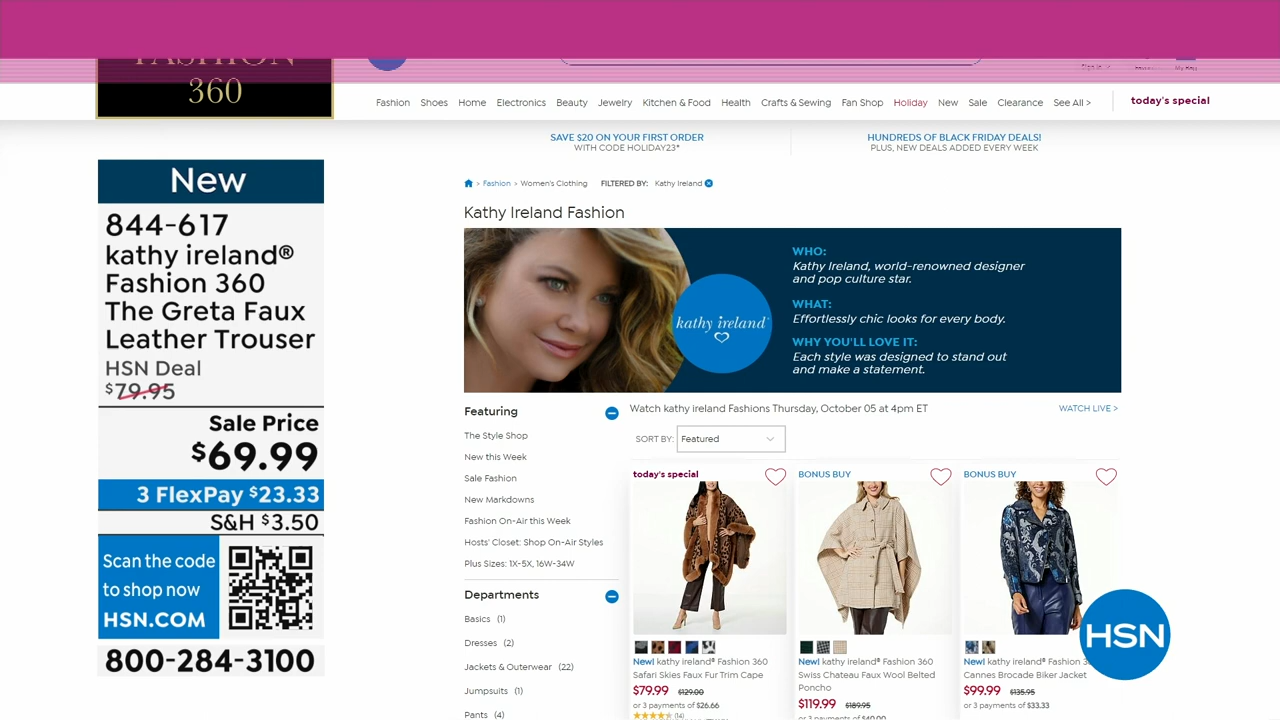 FASHION
360
Fashion Shoes Home Electronics Beauty Jewelry Kitchen & Food Health Crafts & Sewing Fan Shop Holiday New Sale Clearance See All > today's special
SAVE $20 ON YOUR FIRST ORDER
WITH CODE HOLIDAY23*
HUNDREDS OF BLACK FRIDAY DEALS!
PLUS, NEW DEALS ADDED EVERY WEEK
New
844-617
kathy ireland®
Fashion 360
The Greta Faux
Leather Trouser
HSN Deal
$79.95
Sale Price
$69.99
3 FlexPay $23.33
S&H $3.50
Scan the code
to shop now
HSN.COM
800-284-3100
> Fashion > Women's Clothing FILTERED BY: Kathy Ireland
Kathy Ireland Fashion
kathy ireland
WHO:
Kathy Ireland, world-renowned designer
and pop culture star.
WHAT:
Effortlessly chic looks for every body.
WHY YOU'LL LOVE IT:
Each style was designed to stand out
and make a statement.
Featuring
The Style Shop
New this Week
Sale Fashion
New Markdowns
Fashion On-Air this Week
Hosts' Closet: Shop On-Air Styles
Plus Sizes: 1X-5X, 16W-34W
Departments
Basics (1)
Dresses (2)
Jackets & Outerwear (22)
Jumpsuits (1)
Pants (4)
Watch kathy ireland Fashions Thursday, October 05 at 4pm ET
WATCH LIVE >
SORT BY: Featured
today's special
New! kathy ireland® Fashion 360
Safari Skies Faux Fur Trim Cape
$79.99 $129.00
or 3 payments of $26.66
(14)
BONUS BUY
New! kathy ireland® Fashion 360
Swiss Chateau Faux Wool Belted
Poncho
$119.99 $189.95
or 3 payments of $40.00
BONUS BUY
New! kathy ireland® Fashion 3
Cannes Brocade Biker Jacket
$99.99 $135.95
or 3 payments of $33.33
HSN